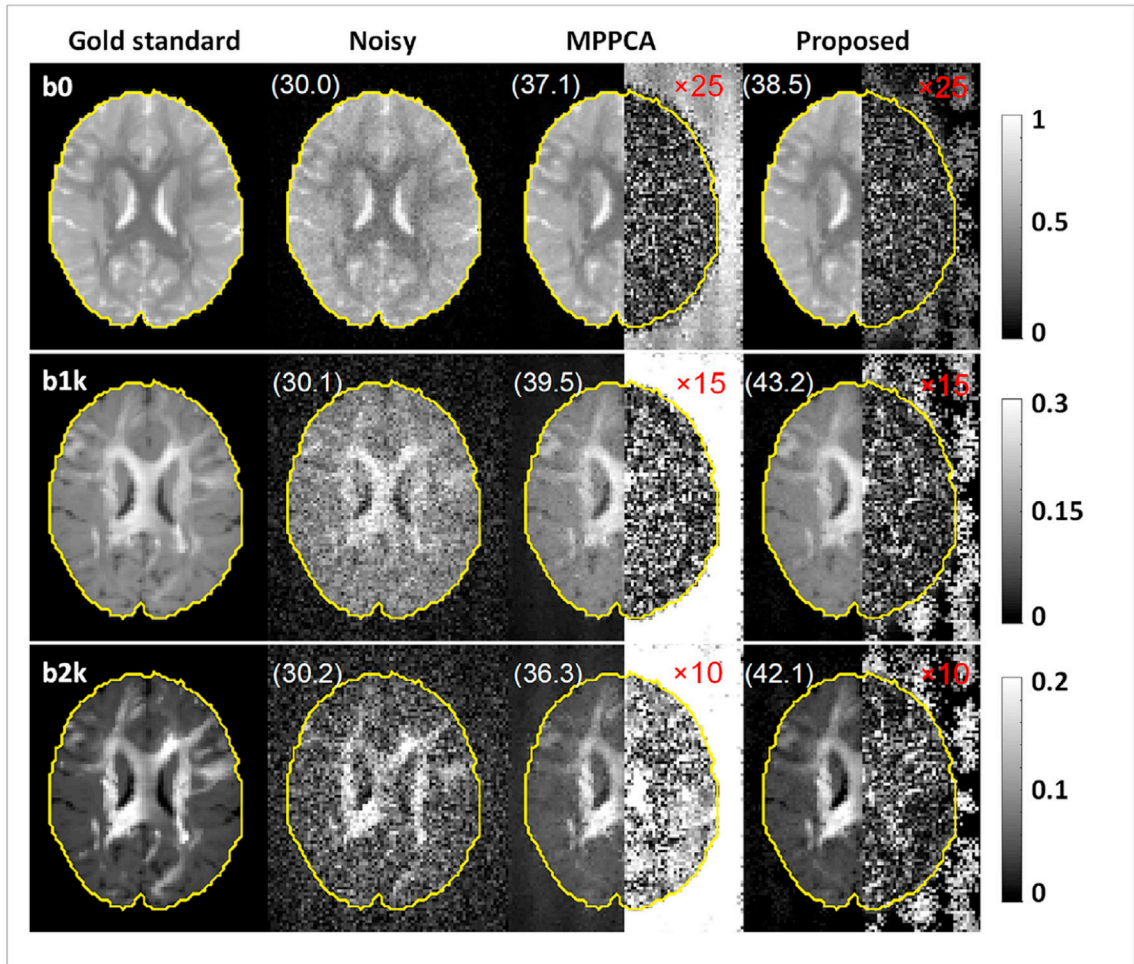 Gold standard Noisy MPPCA Proposed
b0 (30.0) (37.1) ×25 (38.5) ×25
1
0.5
0
b1k (30.1) (39.5) ×15 (43.2) ×15
0.3
0.15
0
b2k (30.2) (36.3) ×10 (42.1) ×10
0.2
0.1
0